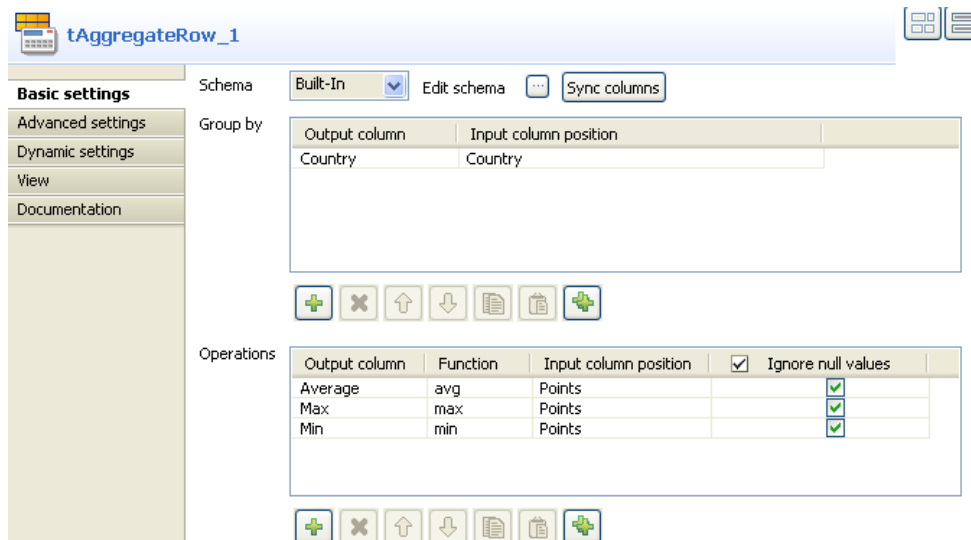 tAggregateRow_1
Basic settings
Advanced settings
Dynamic settings
View
Documentation
Schema Built-In Edit schema ... Sync columns
Group by
Output column Input column position
Country Country
Operations
Output column Function Input column position Ignore null values
Average avg Points
Max max Points
Min min Points